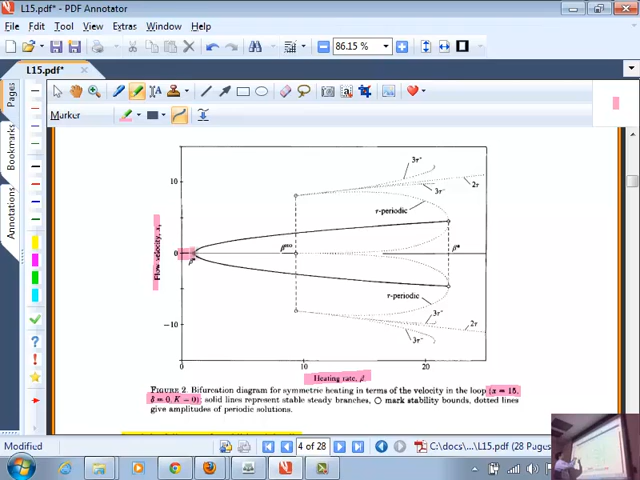 L15.pdf* - PDF Annotator
File Edit Tool View Extras Window Help
86.15 %
L15.pdf*
Marker
Pages
Bookmarks
Annotations
10
0
−10
0
10
20
Flow velocity, x₁
Heating rate, β
3τ⁺
2τ
3τ⁻
τ-periodic
τ-periodic
3τ⁻
2τ
3τ⁺
FIGURE 2. Bifurcation diagram for symmetric heating in terms of the velocity in the loop (x = 15,
δ = 0, K = 0); solid lines represent stable steady branches, ○ mark stability bounds, dotted lines
give amplitudes of periodic solutions.
Modified
4 of 28
C:\docs\...\L15.pdf (28 Pages)